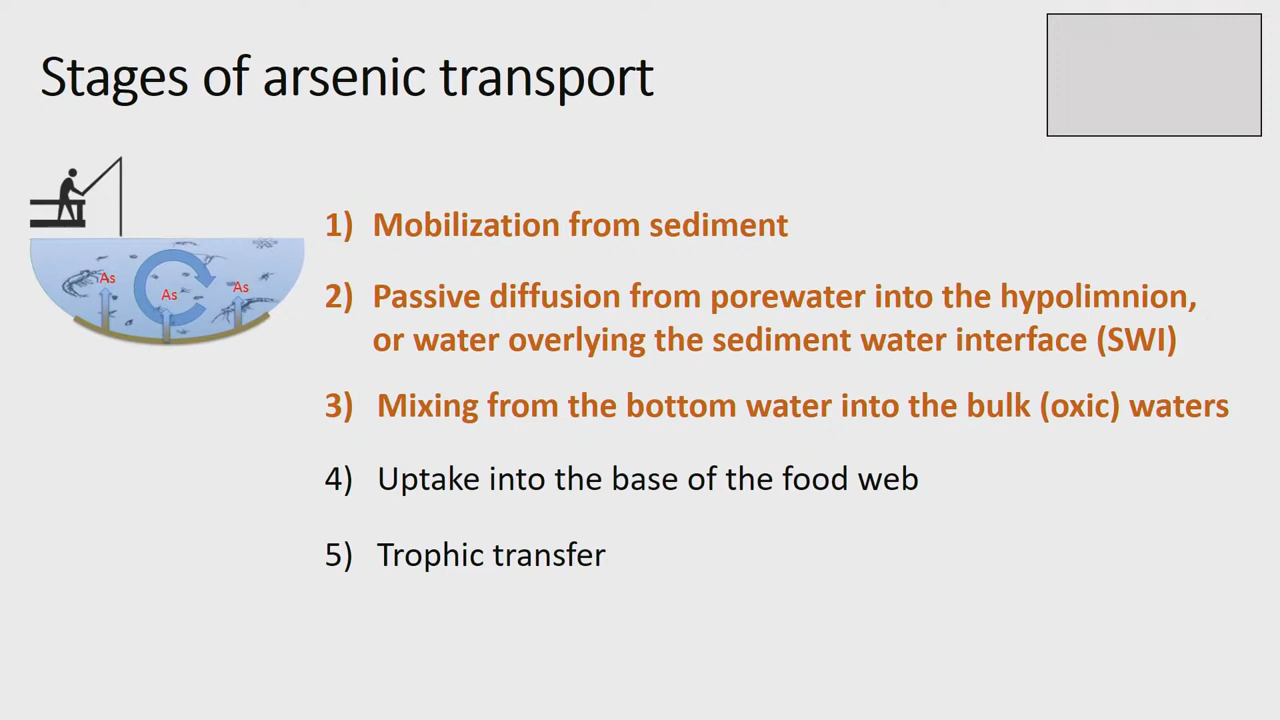 Stages of arsenic transport
As
As
As
1) Mobilization from sediment
2) Passive diffusion from porewater into the hypolimnion,
or water overlying the sediment water interface (SWI)
3) Mixing from the bottom water into the bulk (oxic) waters
4) Uptake into the base of the food web
5) Trophic transfer